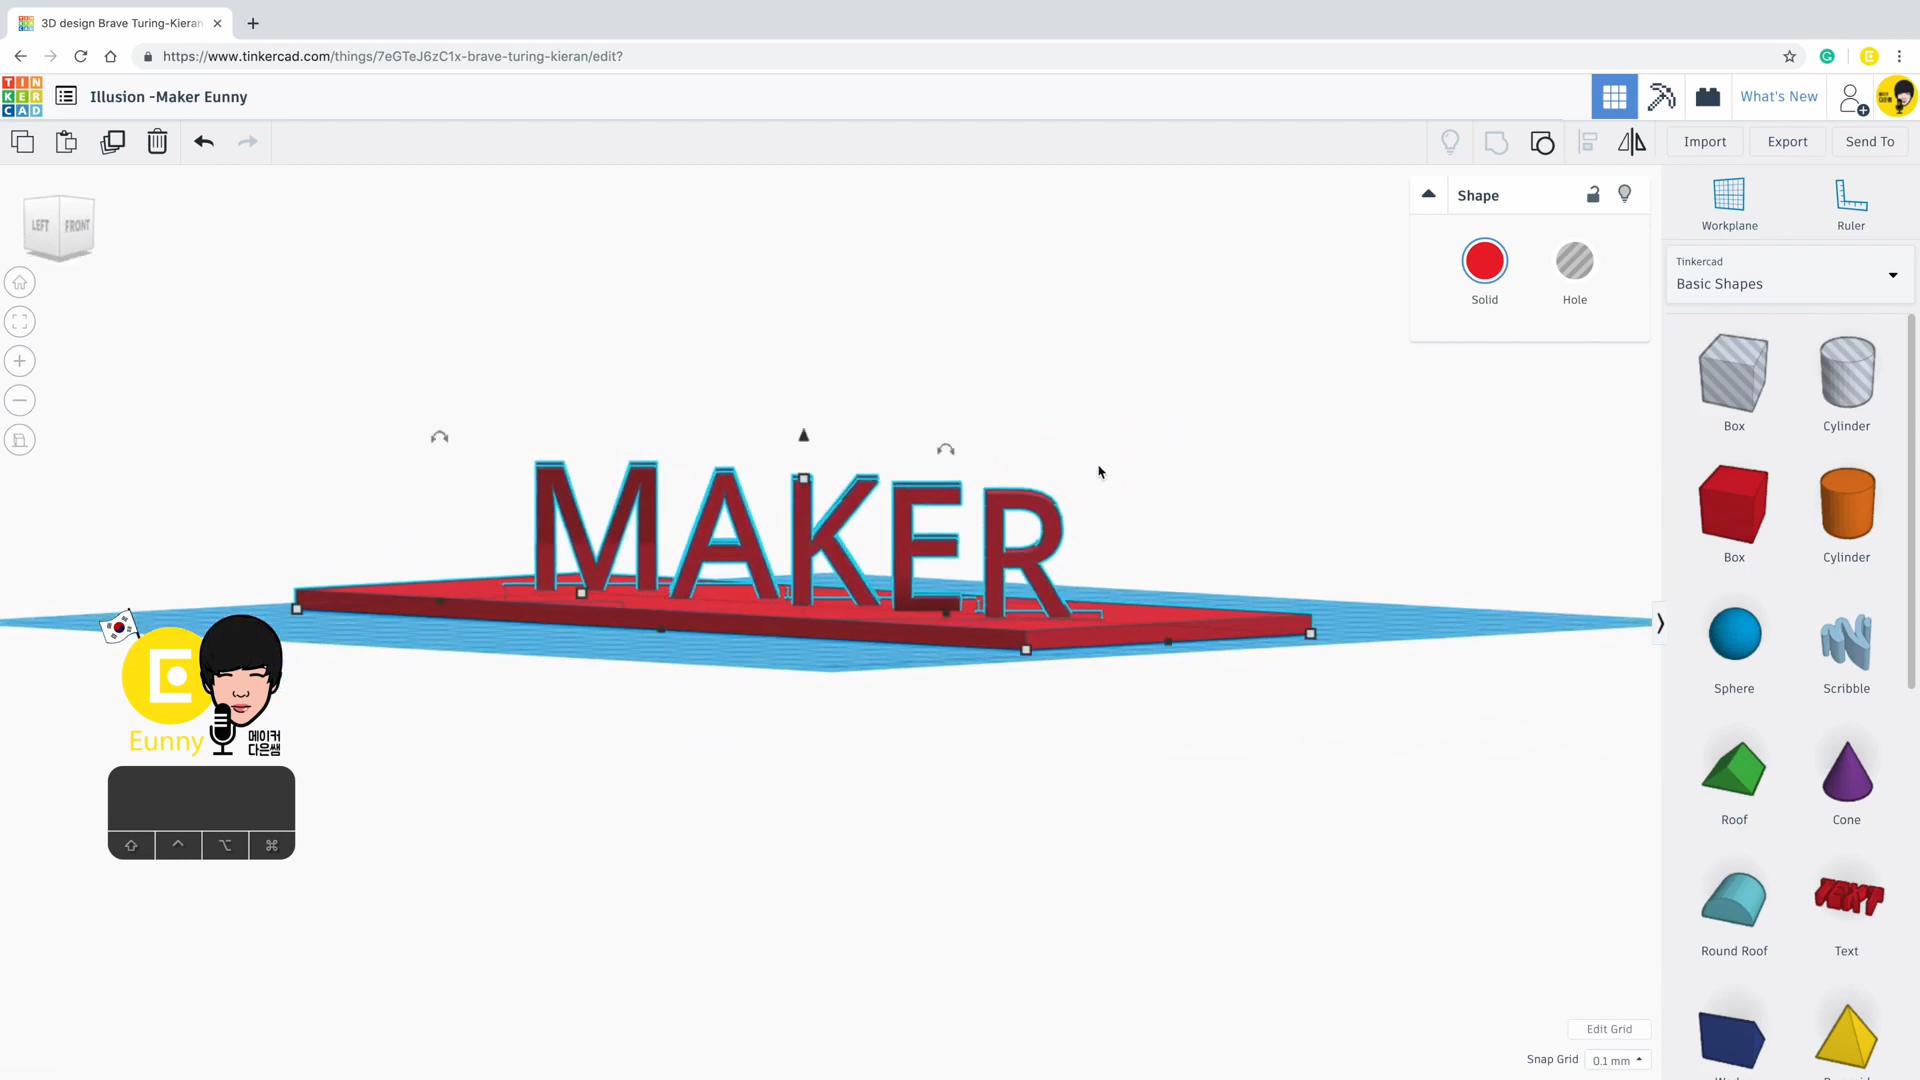 3D design Brave Turing-Kieran
https://www.tinkercad.com/things/7eGTeJ6zC1x-brave-turing-kieran/edit?
TIN
KER
CAD
Illusion -Maker Eunny
What's New
Import
Export
Send To
LEFT
FRONT
Shape
Solid
Hole
Workplane
Ruler
Tinkercad
Basic Shapes
Box
Cylinder
Box
Cylinder
Sphere
Scribble
Roof
Cone
Round Roof
TEXT
Text
MAKER
Eunny
메이커
다은쌤
Edit Grid
Snap Grid
0.1 mm